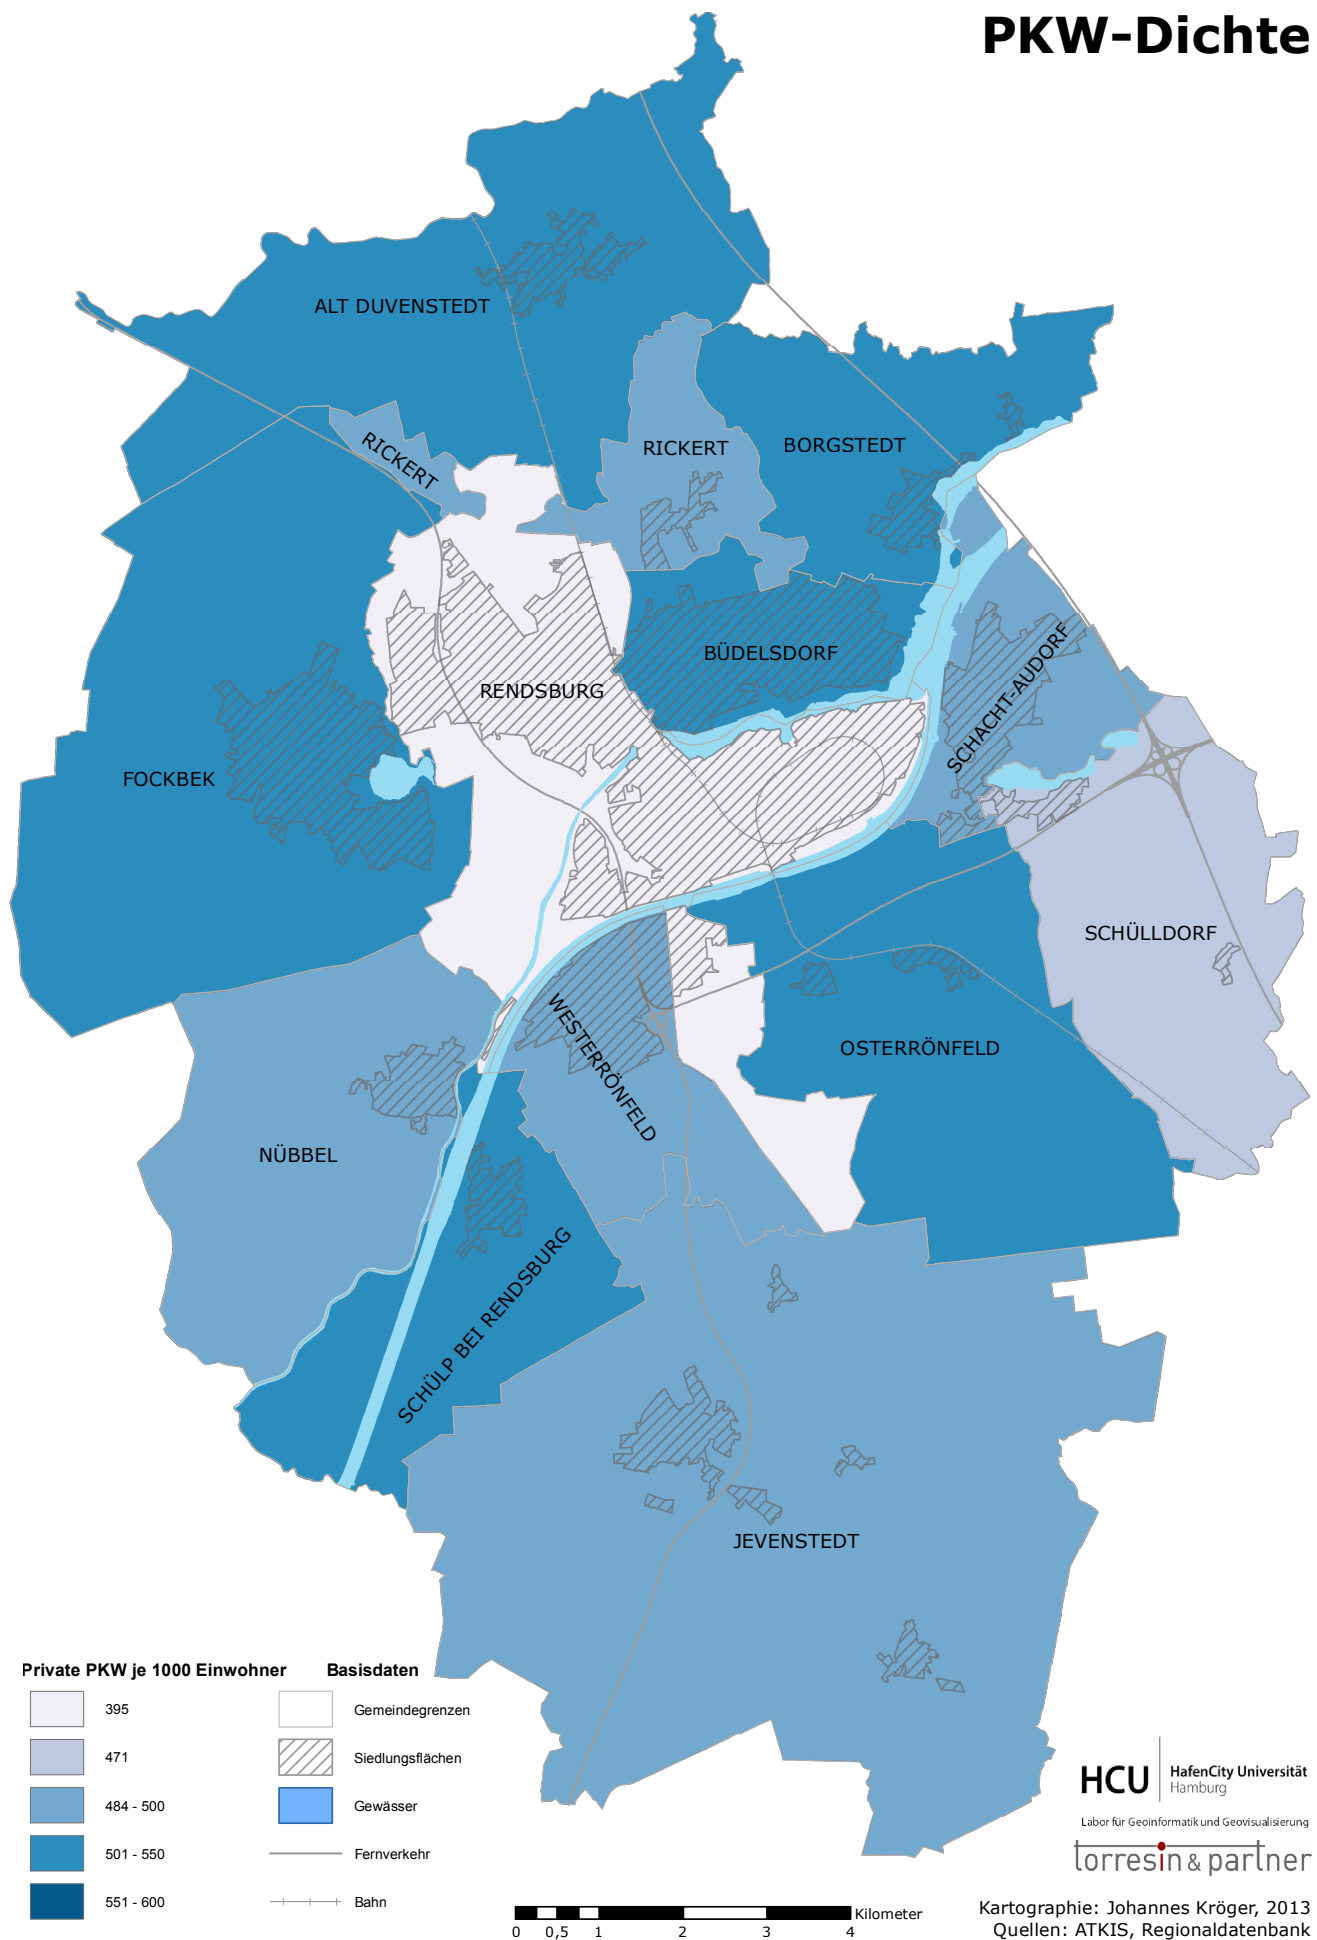 PKW-Dichte
ALT DUVENSTEDT
RICKERT
RICKERT
BORGSTEDT
BÜDELSDORF
RENDSBURG
SCHACHT-AUDORF
FOCKBEK
SCHÜLLDORF
WESTERRÖNFELD
OSTERRÖNFELD
NÜBBEL
SCHÜLP BEI RENDSBURG
JEVENSTEDT
Private PKW je 1000 Einwohner
395
471
484 - 500
501 - 550
551 - 600
Basisdaten
Gemeindegrenzen
Siedlungsflächen
Gewässer
Fernverkehr
Bahn
Kilometer
0 0,5 1 2 3 4
HCU
HafenCity Universität
Hamburg
Labor für Geoinformatik und Geovisualisierung
torresin & partner
Kartographie: Johannes Kröger, 2013
Quellen: ATKIS, Regionaldatenbank